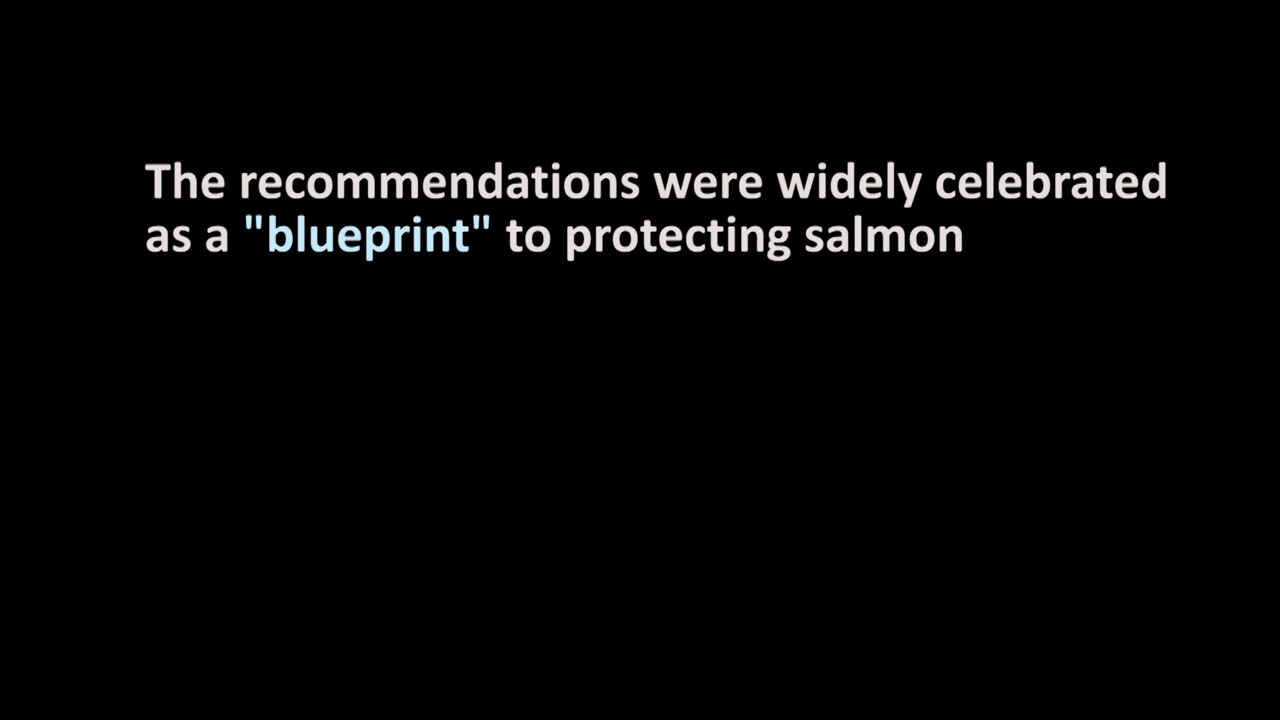 The recommendations were widely celebrated
as a "blueprint" to protecting salmon